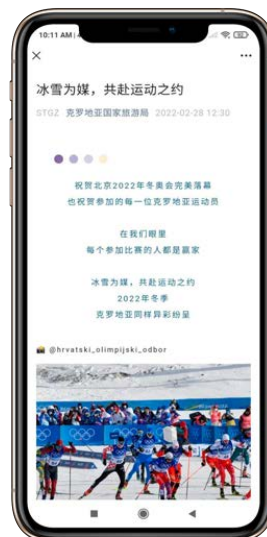 10:11 AM
冰雪为媒，共赴运动之约
STGZ 克罗地亚国家旅游局 2022-02-28 12:30
祝贺北京2022年冬奥会完美落幕
也祝贺参加的每一位克罗地亚运动员
在我们眼里
每个参加比赛的人都是赢家
冰雪为媒，共赴运动之约
2022年冬季
克罗地亚同样异彩纷呈
@hrvatski_olimpijski_odbor